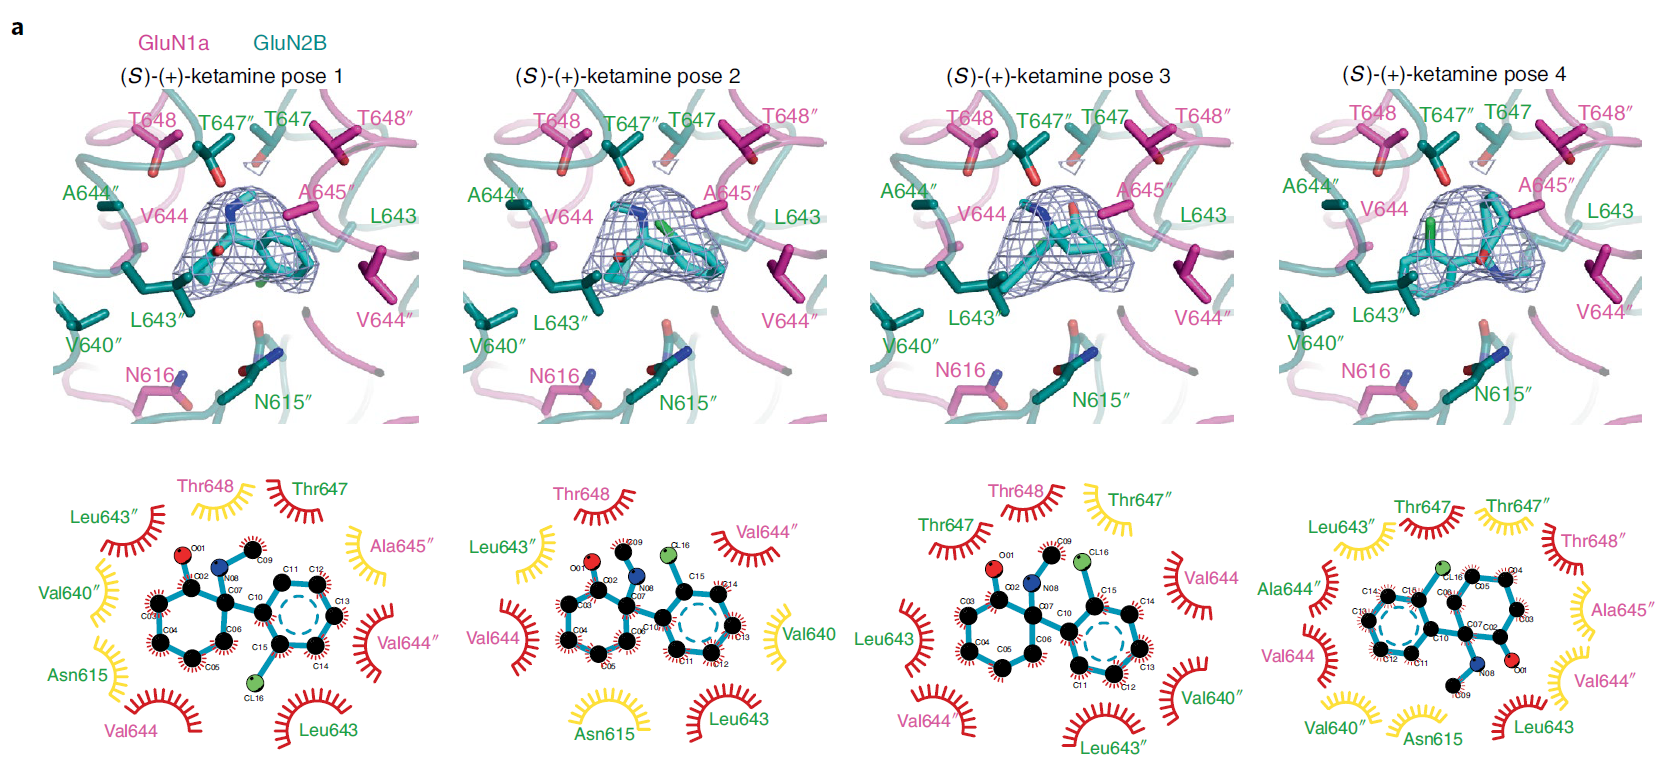 a
GluN1a GluN2B
(S)-(+)-ketamine pose 1
T648 T647″ T647 T648″
A644″ A645″
V644 L643
L643″ V644″
V640″
N616
N615″
(S)-(+)-ketamine pose 2
T648 T647″ T647 T648″
A644″ A645″
V644 L643
L643″ V644″
V640″
N616
N615″
(S)-(+)-ketamine pose 3
T648 T647″ T647 T648″
A644″ A645″
V644 L643
L643″ V644″
V640″
N616
N615″
(S)-(+)-ketamine pose 4
T648 T647″ T647 T648″
A644″ A645″
V644 L643
L643″ V644″
V640″
N616
N615″
Thr648 Thr647
Leu643″
Ala645″
Val640″
Val644″
Asn615
Val644 Leu643
O01 C09
C02 N08 C11 C12
C03 C07 C10 C13
C04 C06 C15 C14
C05
CL16
Thr648
Val644″
Leu643″
Val644 Val640
Asn615 Leu643
C09 CL16
O01 C02 N08 C15 C14
C03 C07
C04 C06 C10 C13
C05 C11 C12
Thr648 Thr647″
Thr647
Val644
Leu643
Val640″
Val644″
Leu643″
C09 CL16
O01 C02 N08 C15
C03 C07 C10 C14
C04 C06 C13
C05 C11 C12
Thr647 Thr647″
Leu643″ Thr648″
Ala644″
Ala645″
Val644
Val644″
Val640″ Asn615 Leu643
CL16 C04
C14 C15 C05
C13 C06 C03
C10 C07 C02
C12 C11
N08 O01
C09